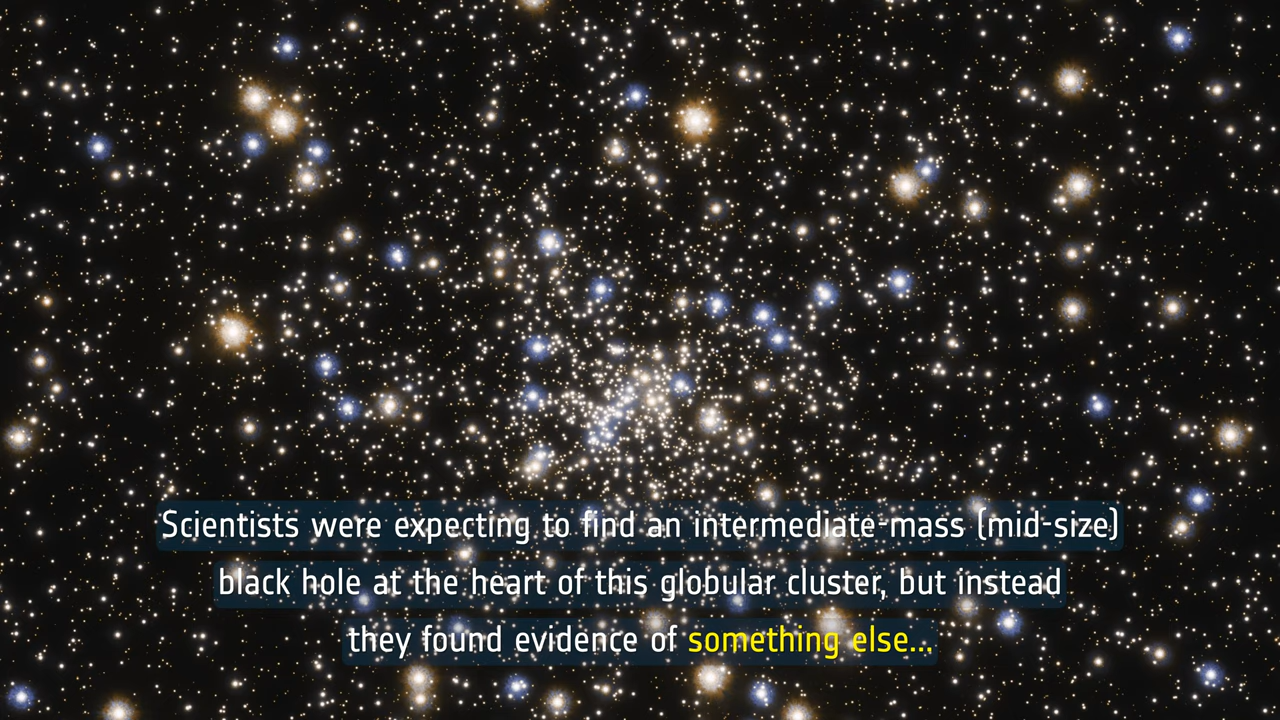 Scientists were expecting to find an intermediate-mass (mid-size)
black hole at the heart of this globular cluster, but instead
they found evidence of something else...